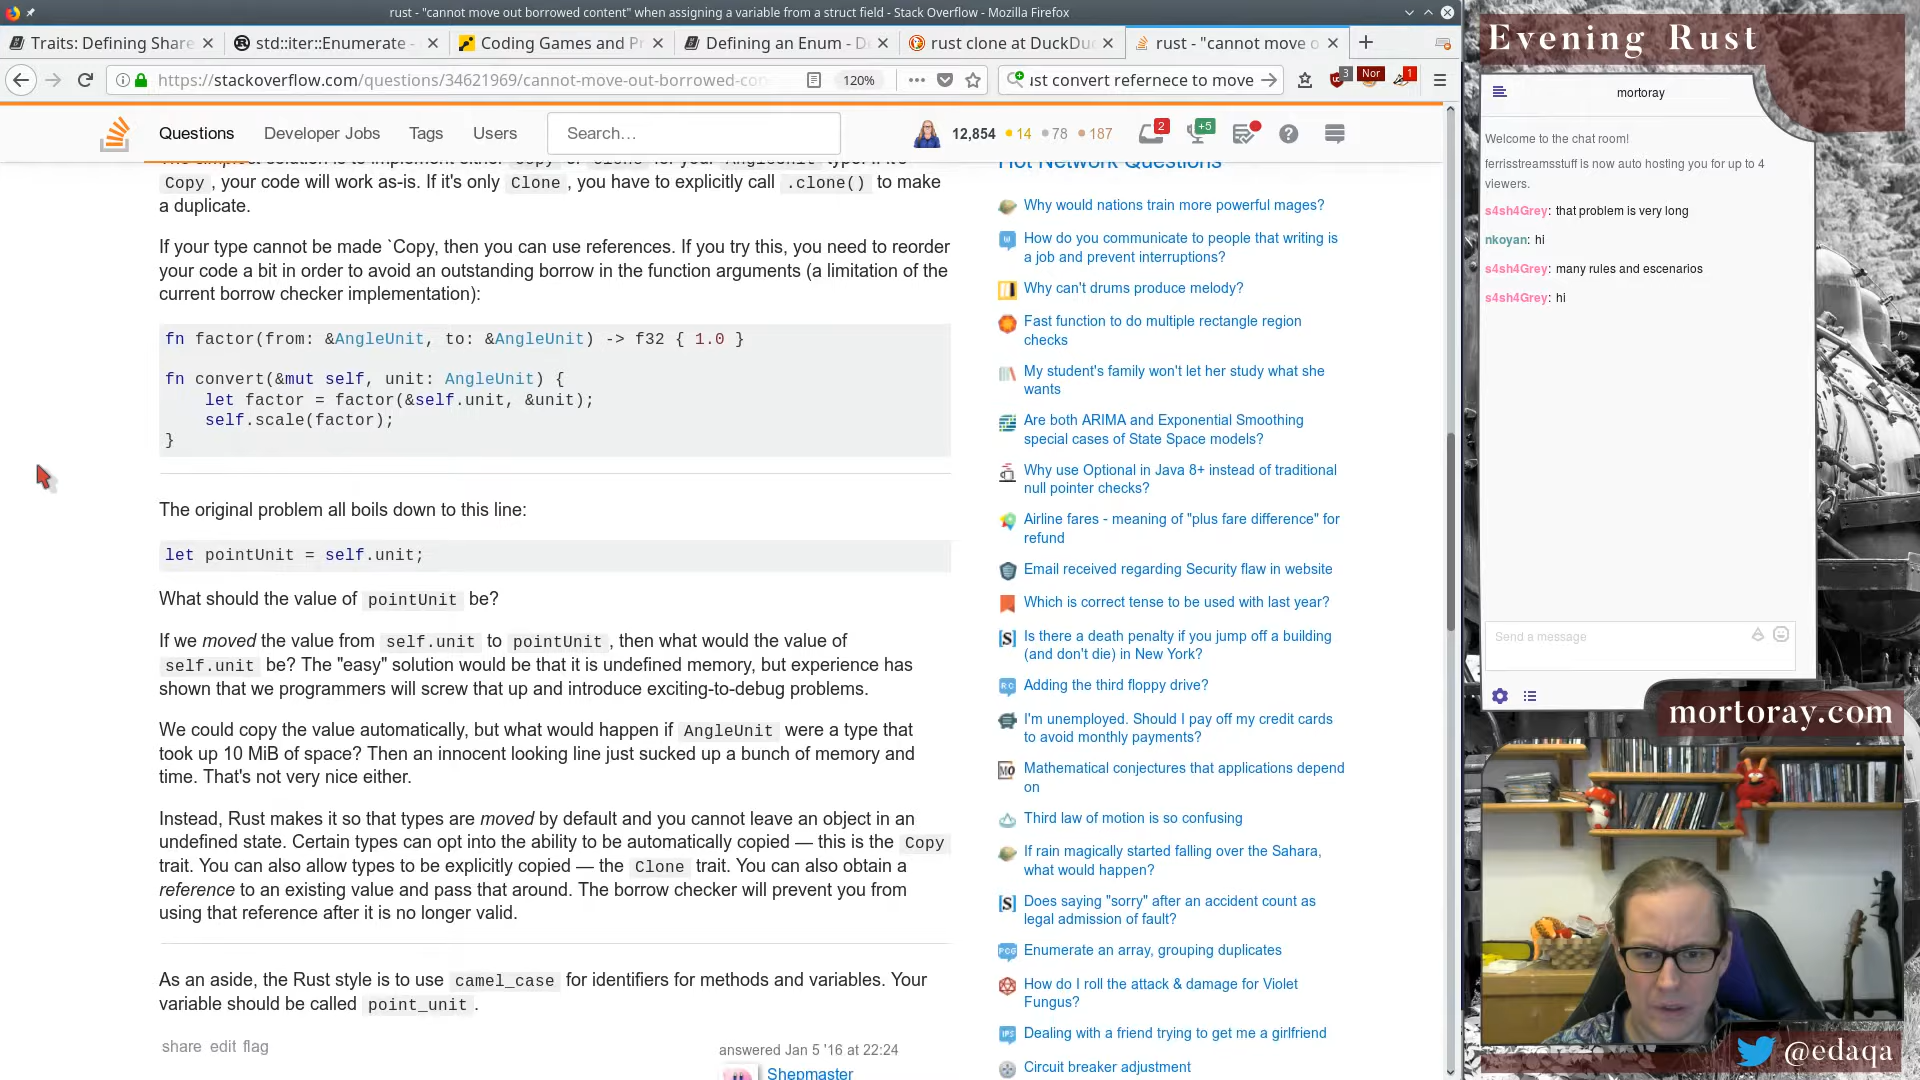 rust - "cannot move out borrowed content" when assigning a variable from a struct field - Stack Overflow - Mozilla Firefox
Traits: Defining Share
std::iter::Enumerate -
Coding Games and Pr
Defining an Enum - D
rust clone at DuckDuc
rust - "cannot move o
https://stackoverflow.com/questions/34621969/cannot-move-out-borrowed-con
120%
ust convert refernece to move
3
Nor
1
Questions
Developer Jobs
Tags
Users
Search...
12,854
14
78
187
2
+5
Copy, your code will work as-is. If it's only Clone, you have to explicitly call .clone() to make
a duplicate.
If your type cannot be made `Copy, then you can use references. If you try this, you need to reorder
your code a bit in order to avoid an outstanding borrow in the function arguments (a limitation of the
current borrow checker implementation):
fn factor(from: &AngleUnit, to: &AngleUnit) -> f32 { 1.0 }
fn convert(&mut self, unit: AngleUnit) {
let factor = factor(&self.unit, &unit);
self.scale(factor);
}
The original problem all boils down to this line:
let pointUnit = self.unit;
What should the value of pointUnit be?
If we moved the value from self.unit to pointUnit, then what would the value of
self.unit be? The "easy" solution would be that it is undefined memory, but experience has
shown that we programmers will screw that up and introduce exciting-to-debug problems.
We could copy the value automatically, but what would happen if AngleUnit were a type that
took up 10 MiB of space? Then an innocent looking line just sucked up a bunch of memory and
time. That's not very nice either.
Instead, Rust makes it so that types are moved by default and you cannot leave an object in an
undefined state. Certain types can opt into the ability to be automatically copied — this is the Copy
trait. You can also allow types to be explicitly copied — the Clone trait. You can also obtain a
reference to an existing value and pass that around. The borrow checker will prevent you from
using that reference after it is no longer valid.
As an aside, the Rust style is to use camel_case for identifiers for methods and variables. Your
variable should be called point_unit.
share edit flag
answered Jan 5 '16 at 22:24
Shepmaster
Hot Network Questions
Why would nations train more powerful mages?
How do you communicate to people that writing is
a job and prevent interruptions?
Why can't drums produce melody?
Fast function to do multiple rectangle region
checks
My student's family won't let her study what she
wants
Are both ARIMA and Exponential Smoothing
special cases of State Space models?
Why use Optional in Java 8+ instead of traditional
null pointer checks?
Airline fares - meaning of "plus fare difference" for
refund
Email received regarding Security flaw in website
Which is correct tense to be used with last year?
Is there a death penalty if you jump off a building
(and don't die) in New York?
Adding the third floppy drive?
I'm unemployed. Should I pay off my credit cards
to avoid monthly payments?
Mathematical conjectures that applications depend
on
Third law of motion is so confusing
If rain magically started falling over the Sahara,
what would happen?
Does saying "sorry" after an accident count as
legal admission of fault?
Enumerate an array, grouping duplicates
How do I roll the attack & damage for Violet
Fungus?
Dealing with a friend trying to get me a girlfriend
Circuit breaker adjustment
Evening Rust
mortoray
Welcome to the chat room!
ferrisstreamsstuff is now auto hosting you for up to 4
viewers.
s4sh4Grey: that problem is very long
nkoyan: hi
s4sh4Grey: many rules and escenarios
s4sh4Grey: hi
Send a message
mortoray.com
@edaqa